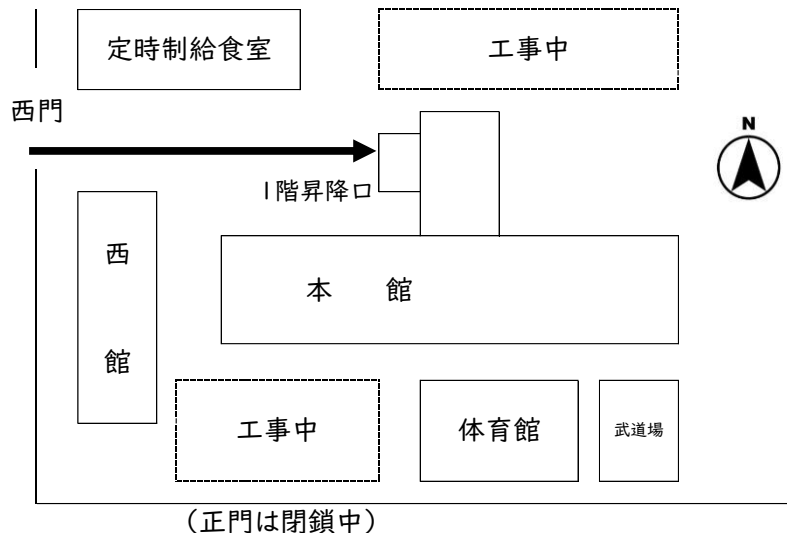 定時制給食室
工事中
西門
N
1階昇降口
西館
本　館
工事中
体育館
武道場
（正門は閉鎖中）